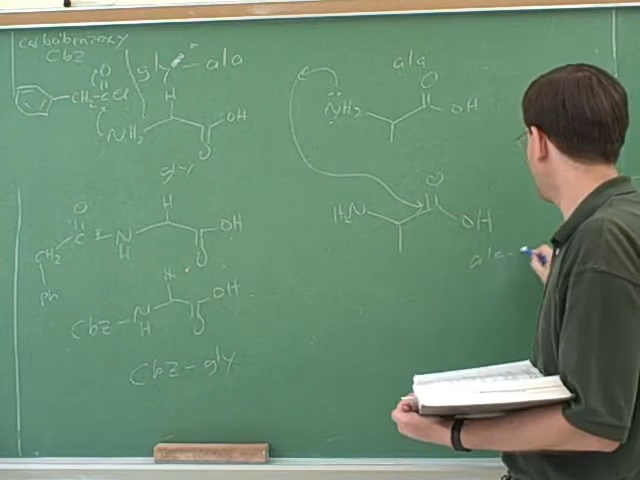 carbobenzoxy
Cbz
O
CH2-C-Cl
gly-ala
H
NH2
OH
O
gly
O
C
CH2
Ph
N
H
H
OH
O
Cbz-N
H
H
OH
O
Cbz-gly
ala
NH2
O
OH
H2N
O
OH
ala-